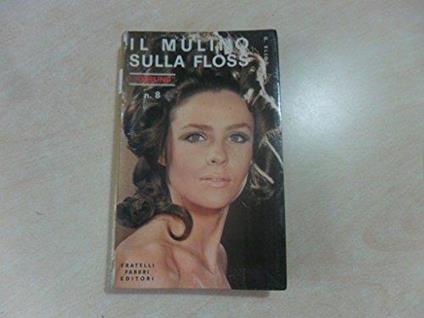 IL MULINO
SULLA FLOSS
n. 8
FRATELLI
FABBRI
EDITORI